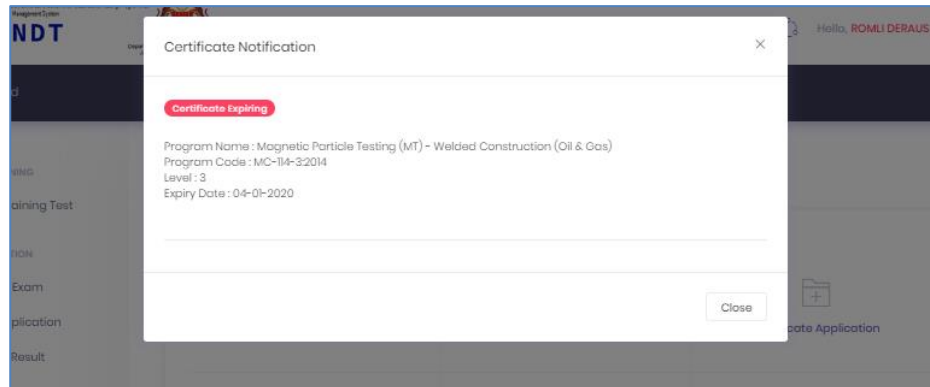 Management System
NDT
Hello, ROMLI DERAUS
Certificate Notification
×
Certificate Expiring
Program Name : Magnetic Particle Testing (MT) - Welded Construction (Oil & Gas)
Program Code : MC-114-3:2014
Level : 3
Expiry Date : 04-01-2020
Close
aining Test
Exam
plication
Result
cate Application